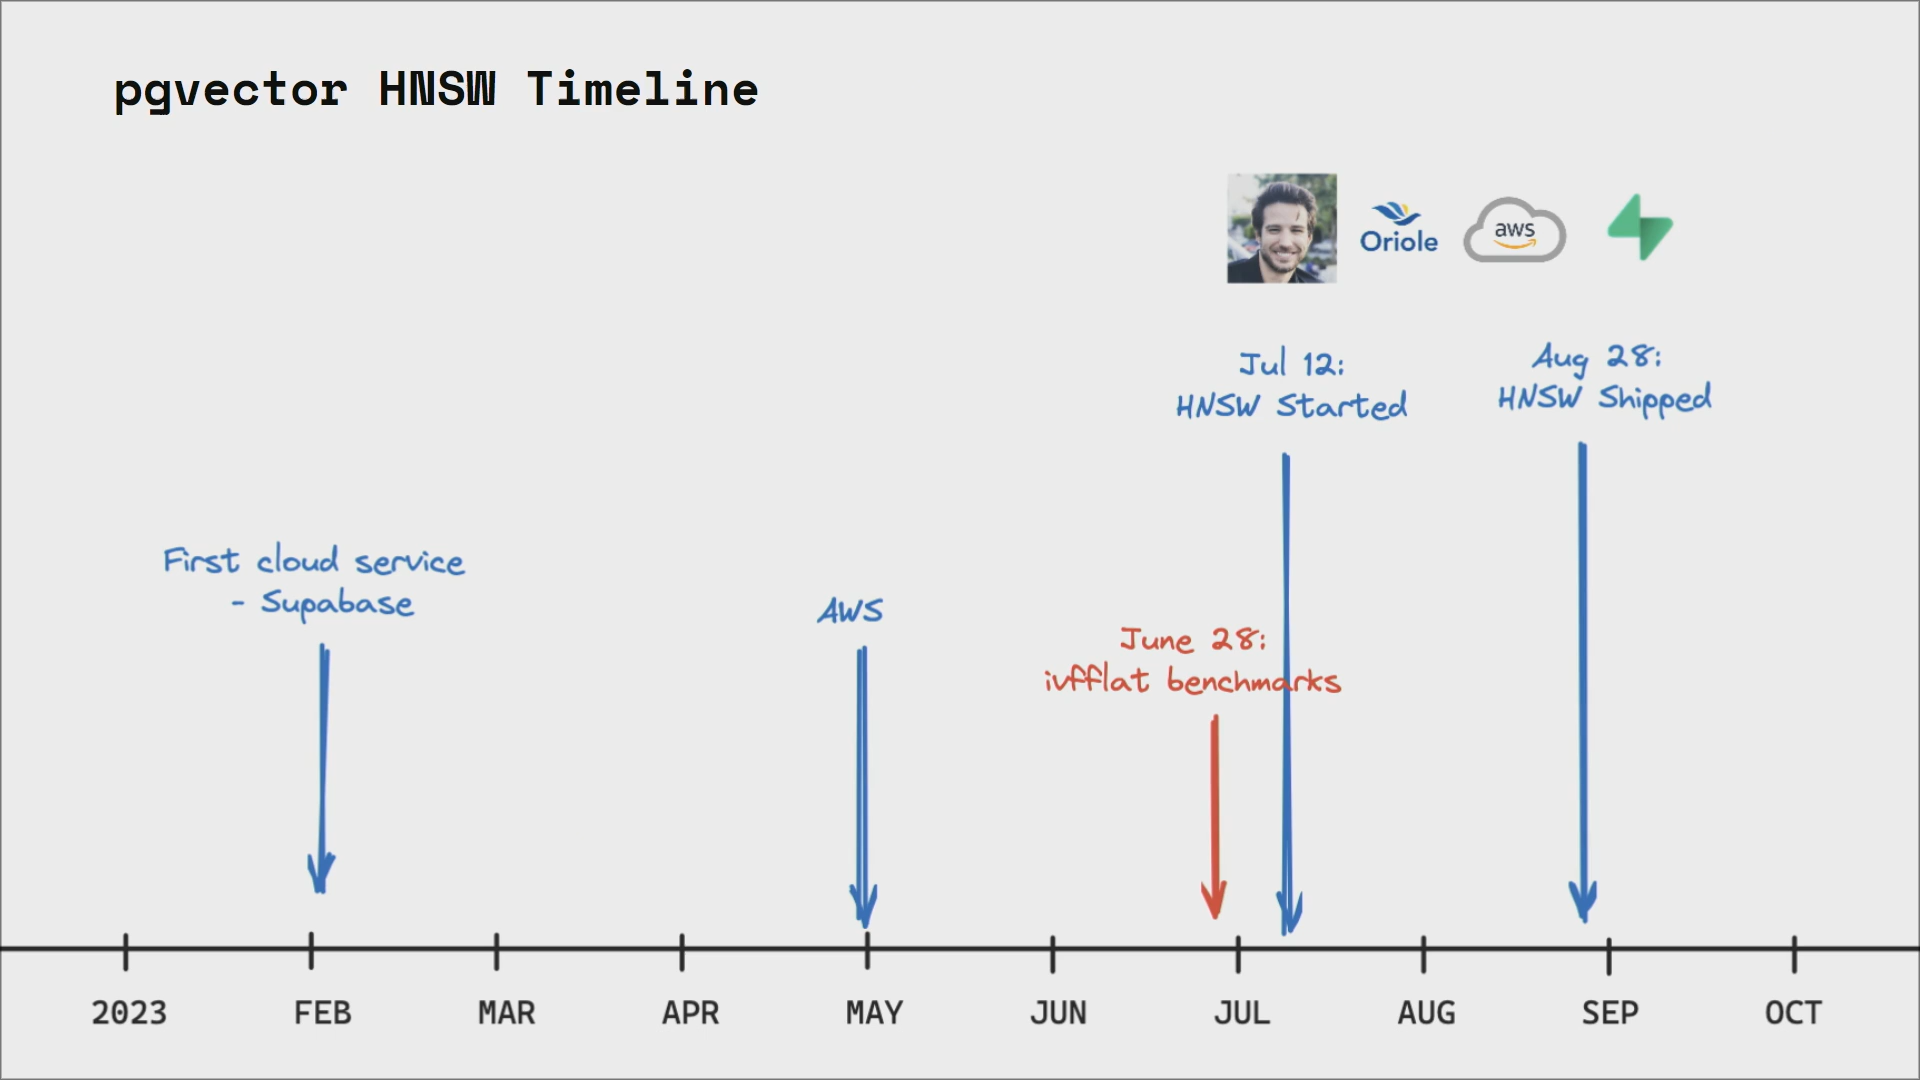 pgvector HNSW Timeline
Oriole
aws
Jul 12:
HNSW Started
Aug 28:
HNSW Shipped
First cloud service
- Supabase
AWS
June 28:
ivfflat benchmarks
2023
FEB
MAR
APR
MAY
JUN
JUL
AUG
SEP
OCT